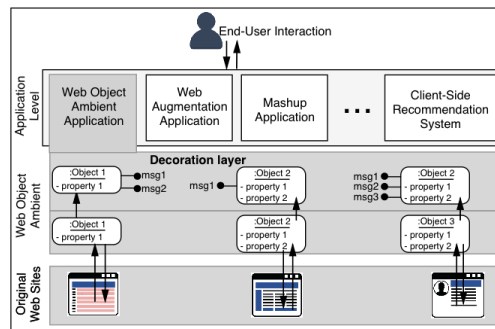 End-User Interaction
Application
Level
Web Object
Ambient
Application
Web
Augmentation
Application
Mashup
Application
...
Client-Side
Recommendation
System
Decoration layer
Web Object
Ambient
:Object 1
- property 1
msg1
msg2
msg1
:Object 2
- property 1
- property 2
msg1
msg2
msg3
:Object 2
- property 1
- property 2
:Object 1
- property 1
:Object 2
- property 1
- property 2
:Object 3
- property 1
- property 2
Original
Web Sites